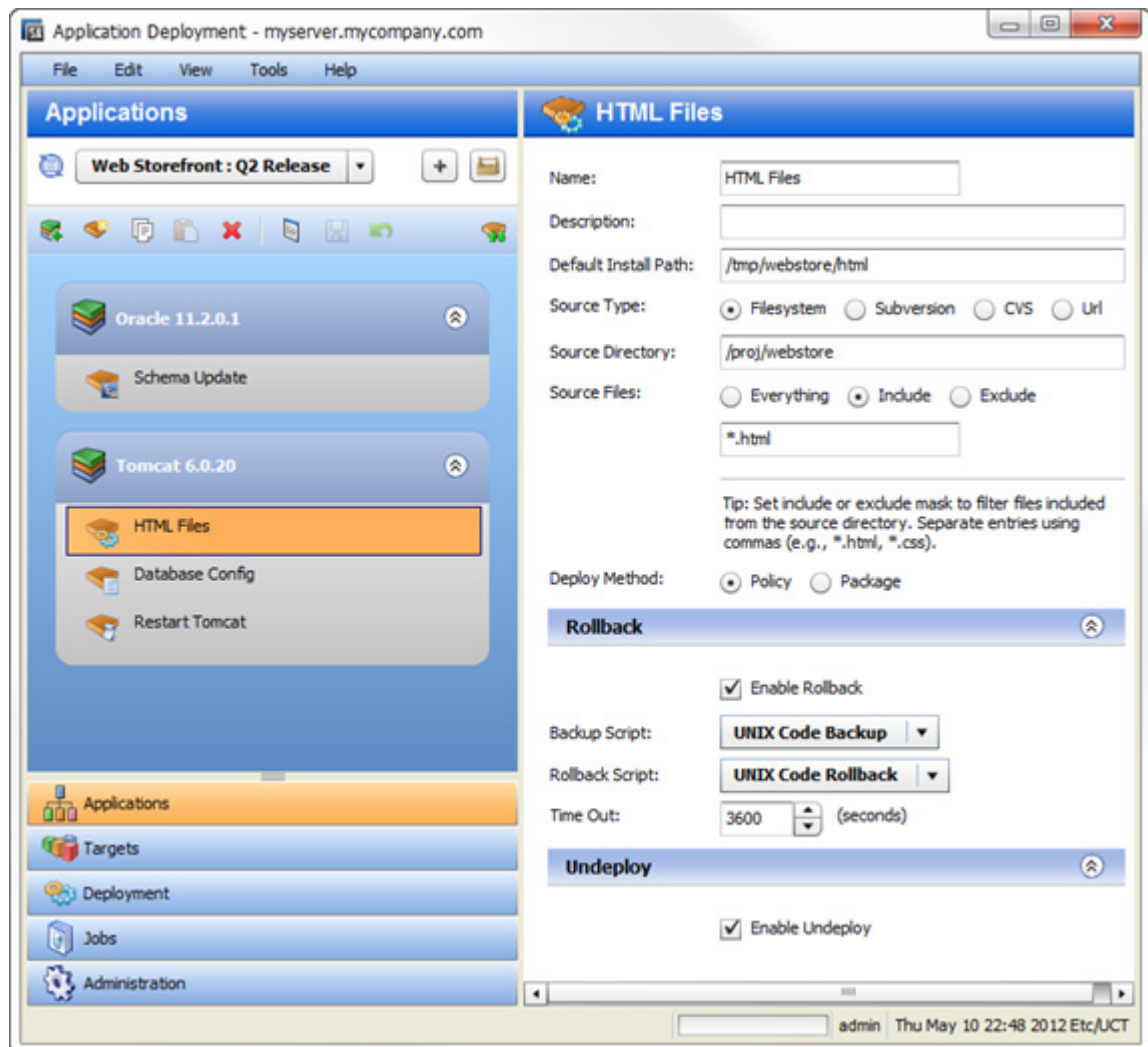 Application Deployment - myserver.mycompany.com
File Edit View Tools Help
Applications
Web Storefront : Q2 Release
Oracle 11.2.0.1
Schema Update
Tomcat 6.0.20
HTML Files
Database Config
Restart Tomcat
Applications
Targets
Deployment
Jobs
Administration
HTML Files
Name: HTML Files
Description:
Default Install Path: /tmp/webstore/html
Source Type: Filesystem Subversion CVS Url
Source Directory: /proj/webstore
Source Files: Everything Include Exclude
*.html
Tip: Set include or exclude mask to filter files included
from the source directory. Separate entries using
commas (e.g., *.html, *.css).
Deploy Method: Policy Package
Rollback
Enable Rollback
Backup Script: UNIX Code Backup
Rollback Script: UNIX Code Rollback
Time Out: 3600 (seconds)
Undeploy
Enable Undeploy
admin Thu May 10 22:48 2012 Etc/UCT